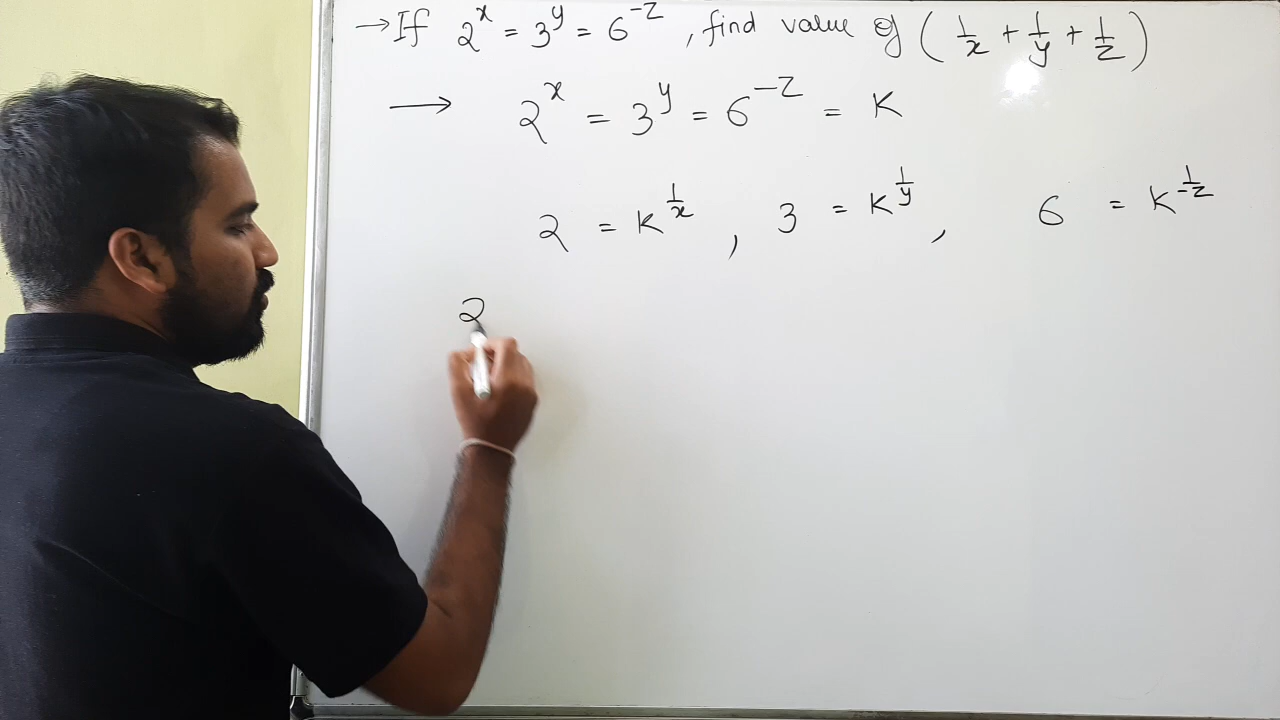 → If 2^x = 3^y = 6^-z , find value of ( 1/x + 1/y + 1/z )
→ 2^x = 3^y = 6^-z = K
2 = K^1/x , 3 = K^1/y , 6 = K^1/-z
2